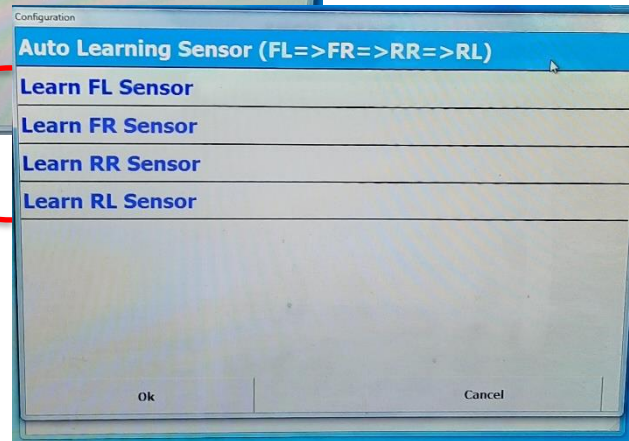 Configuration
Auto Learning Sensor (FL=>FR=>RR=>RL)
Learn FL Sensor
Learn FR Sensor
Learn RR Sensor
Learn RL Sensor
Ok Cancel